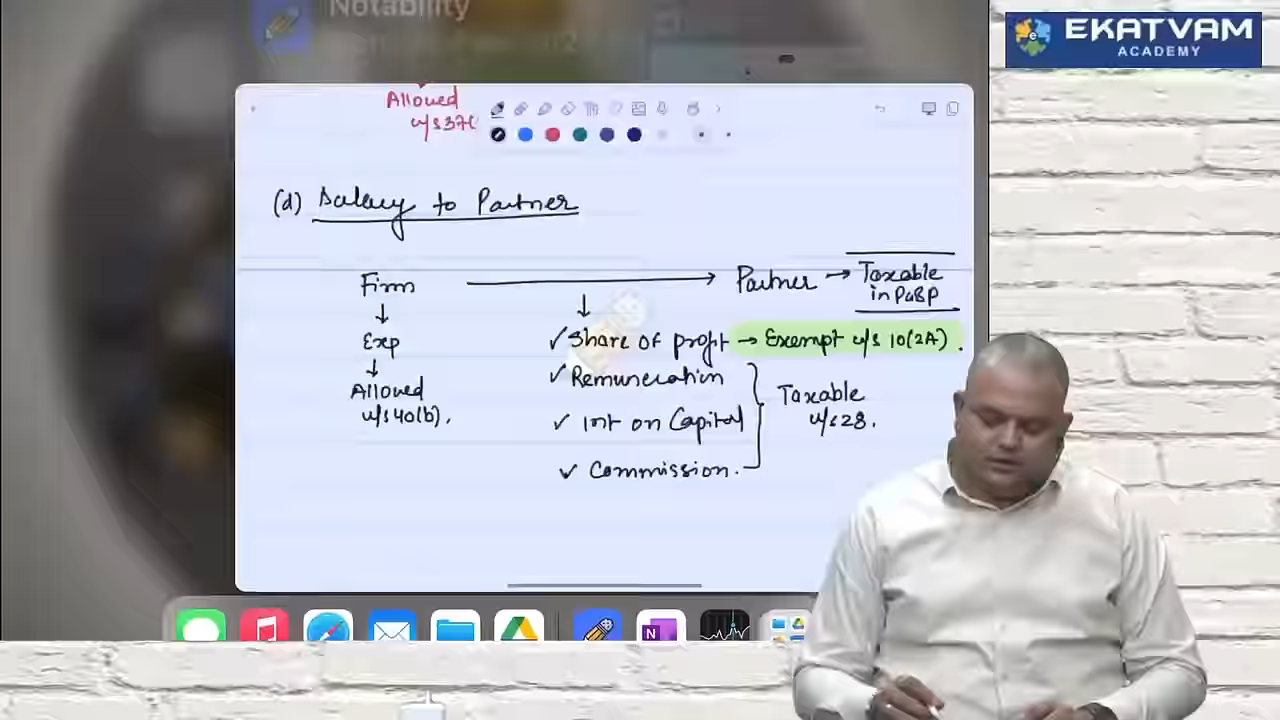 Notability
EKATVAM
ACADEMY
Allowed
u/s 37(
(d) Salary to Partner
Firm → Partner → Taxable
in PGBP
↓ ↓
Exp ✓ Share of profit → Exempt u/s 10(2A).
↓
Allowed
u/s 40(b).
✓ Remuneration
✓ Int on Capital
✓ Commission.
Taxable
u/s 28.